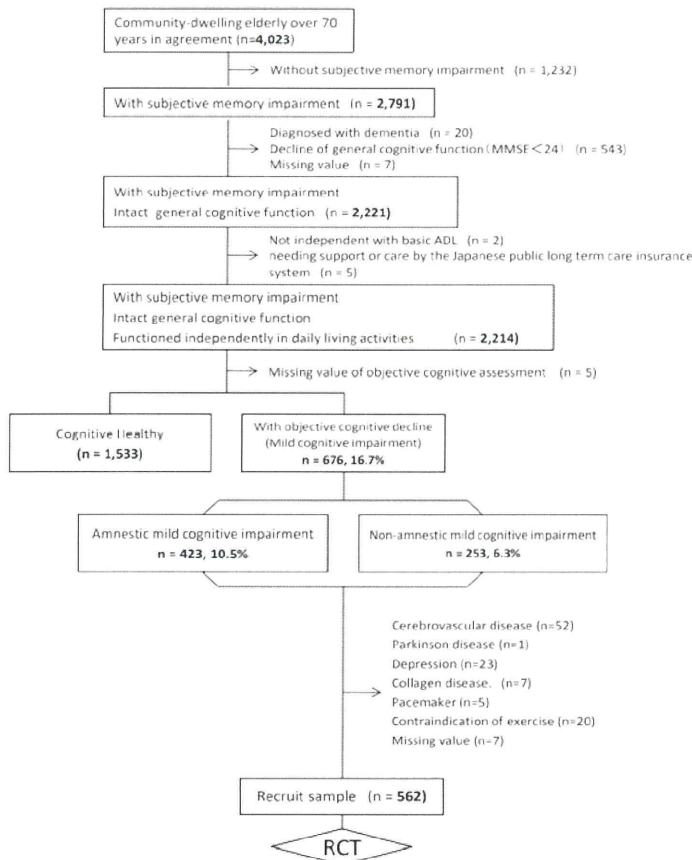 Community-dwelling elderly over 70
years in agreement (n=4,023)
Without subjective memory impairment (n = 1,232)
With subjective memory impairment (n = 2,791)
Diagnosed with dementia (n = 20)
Decline of general cognitive function (MMSE<24) (n = 543)
Missing value (n = 7)
With subjective memory impairment
Intact general cognitive function (n = 2,221)
Not independent with basic ADL (n = 2)
needing support or care by the Japanese public long term care insurance
system (n = 5)
With subjective memory impairment
Intact general cognitive function
Functioned independently in daily living activities (n = 2,214)
Missing value of objective cognitive assessment (n = 5)
Cognitive Healthy
(n = 1,533)
With objective cognitive decline
(Mild cognitive impairment)
n = 676, 16.7%
Amnestic mild cognitive impairment
n = 423, 10.5%
Non-amnestic mild cognitive impairment
n = 253, 6.3%
Cerebrovascular disease (n=52)
Parkinson disease (n=1)
Depression (n=23)
Collagen disease. (n=7)
Pacemaker (n=5)
Contraindication of exercise (n=20)
Missing value (n=7)
Recruit sample (n = 562)
RCT